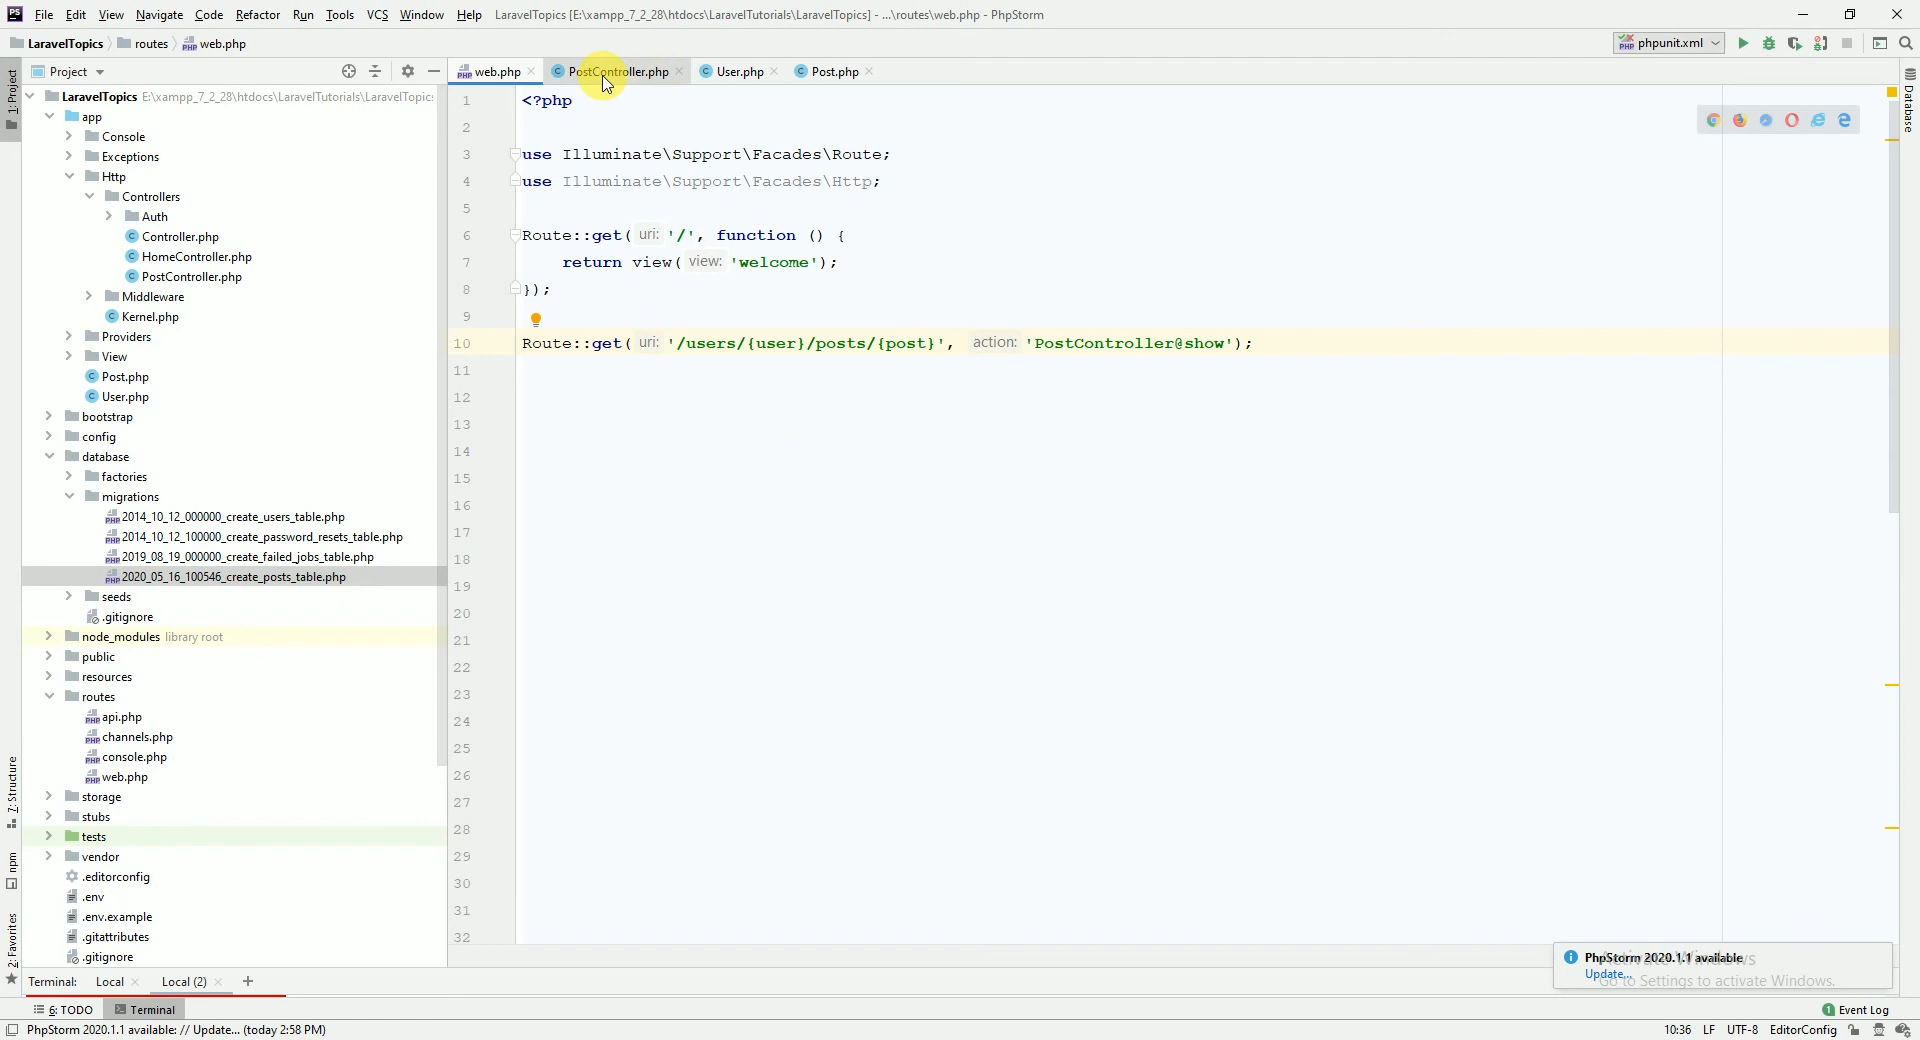 PS File Edit View Navigate Code Refactor Run Tools VCS Window Help LaravelTopics [E:\xampp_7_2_28\htdocs\LaravelTutorials\LaravelTopics] - ...\routes\web.php - PhpStorm
LaravelTopics routes web.php phpunit.xml
1: Project
Project
web.php PostController.php User.php Post.php
Database
LaravelTopics E:\xampp_7_2_28\htdocs\LaravelTutorials\LaravelTopics
app
Console
Exceptions
Http
Controllers
Auth
Controller.php
HomeController.php
PostController.php
Middleware
Kernel.php
Providers
View
Post.php
User.php
bootstrap
config
database
factories
migrations
2014_10_12_000000_create_users_table.php
2014_10_12_100000_create_password_resets_table.php
2019_08_19_000000_create_failed_jobs_table.php
2020_05_16_100546_create_posts_table.php
seeds
.gitignore
node_modules library root
public
resources
routes
api.php
channels.php
console.php
web.php
storage
stubs
tests
vendor
.editorconfig
.env
.env.example
.gitattributes
.gitignore
7: Structure
npm
2: Favorites
1 <?php
2
3 use Illuminate\Support\Facades\Route;
4 use Illuminate\Support\Facades\Http;
5
6 Route::get( uri: '/', function () {
7 return view( view: 'welcome');
8 });
9
10 Route::get( uri: '/users/{user}/posts/{post}', action: 'PostController@show');
11
12
13
14
15
16
17
18
19
20
21
22
23
24
25
26
27
28
29
30
31
32
PhpStorm 2020.1.1 available
Update...
Activate Windows
Go to Settings to activate Windows.
Terminal: Local Local (2) +
6: TODO Terminal 1 Event Log
PhpStorm 2020.1.1 available: // Update... (today 2:58 PM) 10:36 LF UTF-8 EditorConfig